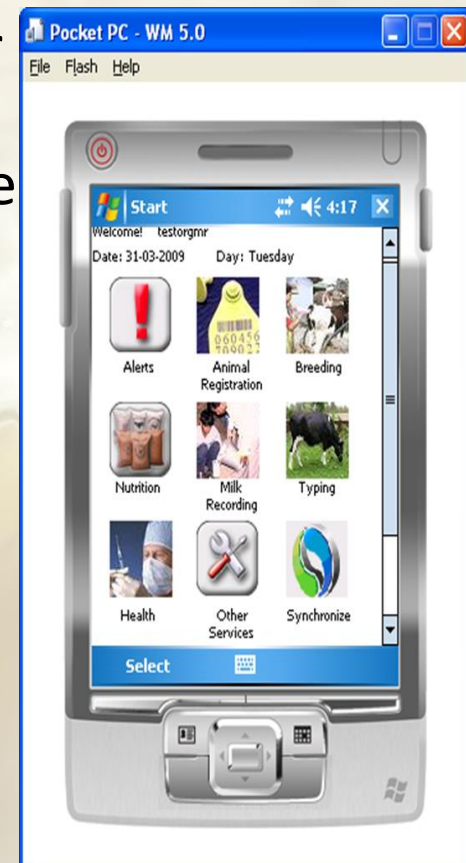 Pocket PC - WM 5.0
File Flash Help
Start 4:17
Welcome! testorgmr
Date: 31-03-2009 Day: Tuesday
Alerts
Animal Registration
Breeding
Nutrition
Milk Recording
Typing
Health
Other Services
Synchronize
Select
e
060456